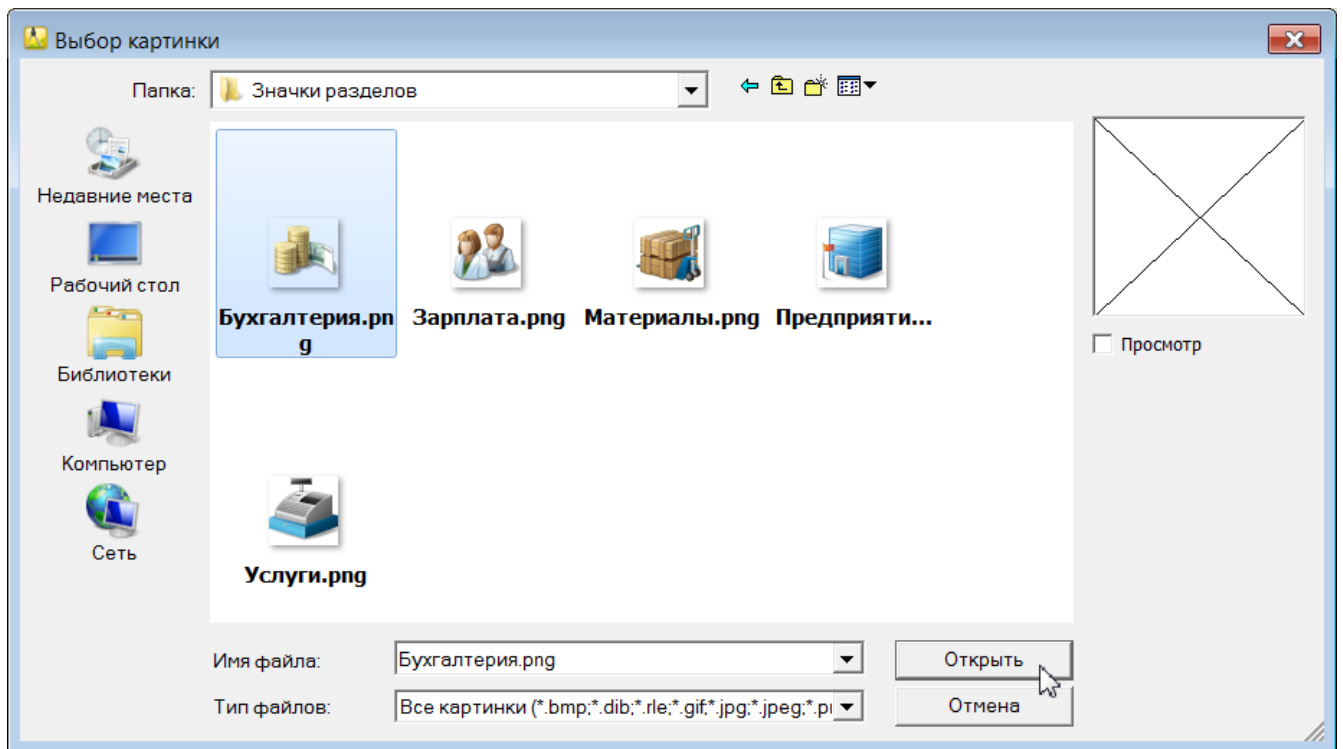 Выбор картинки
Папка:
Значки разделов
Недавние места
Рабочий стол
Библиотеки
Компьютер
Сеть
Бухгалтерия.pn
g
Зарплата.png
Материалы.png
Предприяти...
Услуги.png
Просмотр
Имя файла:
Бухгалтерия.png
Открыть
Тип файлов:
Все картинки (*.bmp;*.dib;*.rle;*.gif;*.jpg;*.jpeg;*.p
Отмена